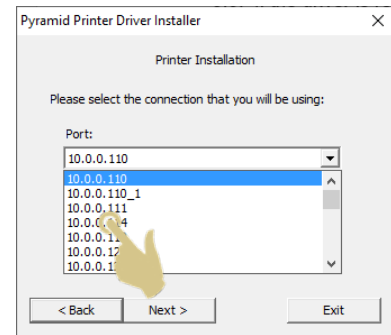 Pyramid Printer Driver Installer
Printer Installation
Please select the connection that you will be using:
Port:
10.0.0.110
10.0.0.110
10.0.0.110_1
10.0.0.111
< Back Next > Exit